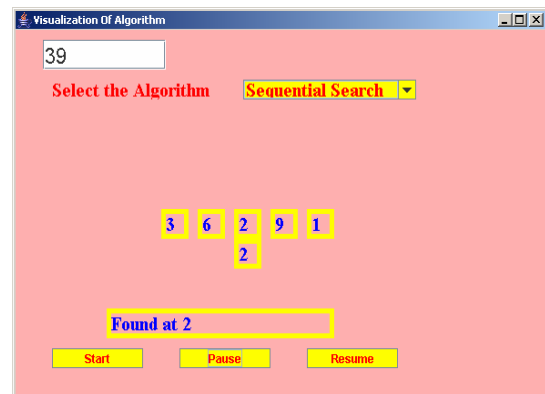 Visualization Of Algorithm
39
Select the Algorithm Sequential Search
3 6 2 9 1
2
Found at 2
Start Pause Resume